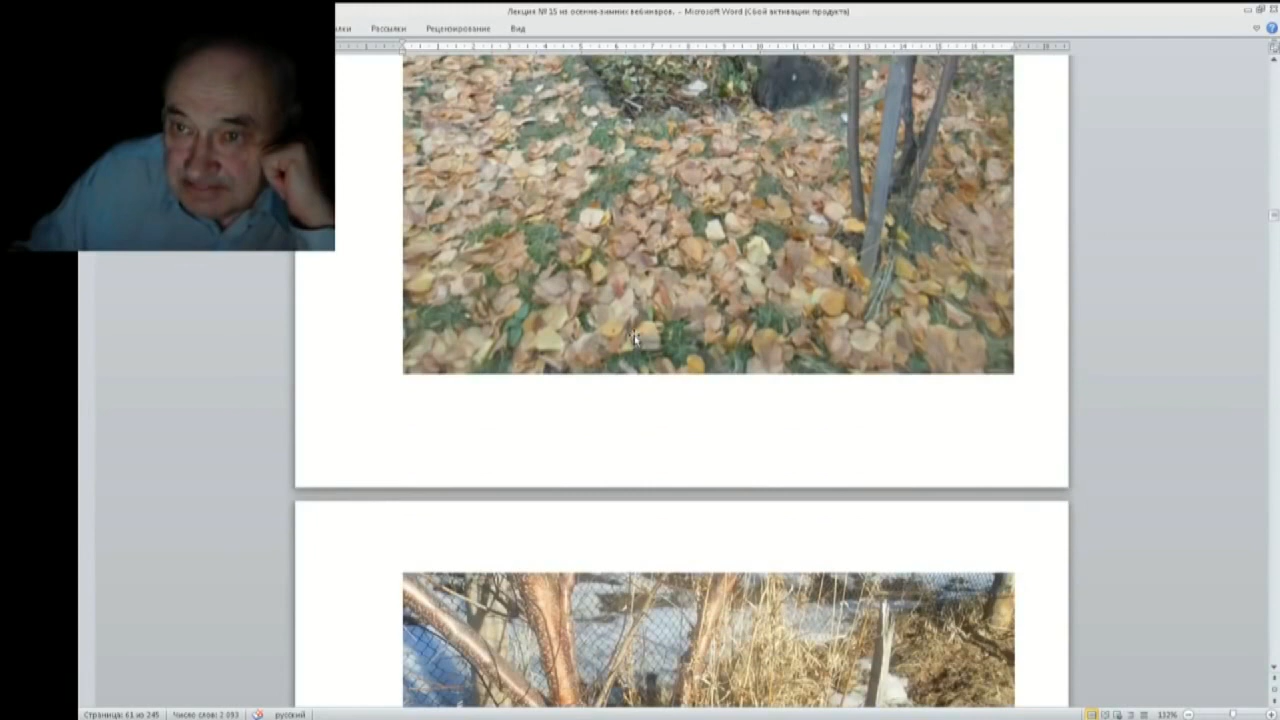 Лекция № 15 из осенне-зимних вебинаров. - Microsoft Word (Сбой активации продукта)
лки Рассылки Рецензирование Вид
Страница: 61 из 245 Число слов: 2 093 русский 132%